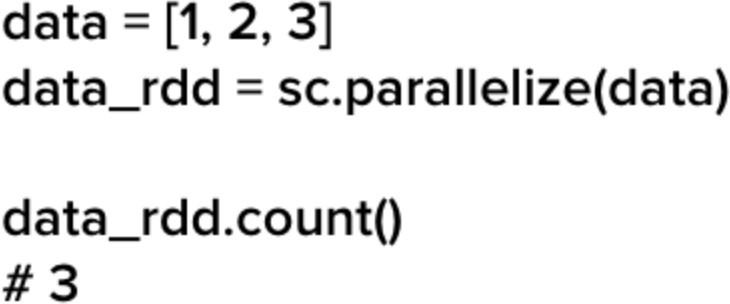 data = [1, 2, 3]
data_rdd = sc.parallelize(data)
data_rdd.count()
# 3